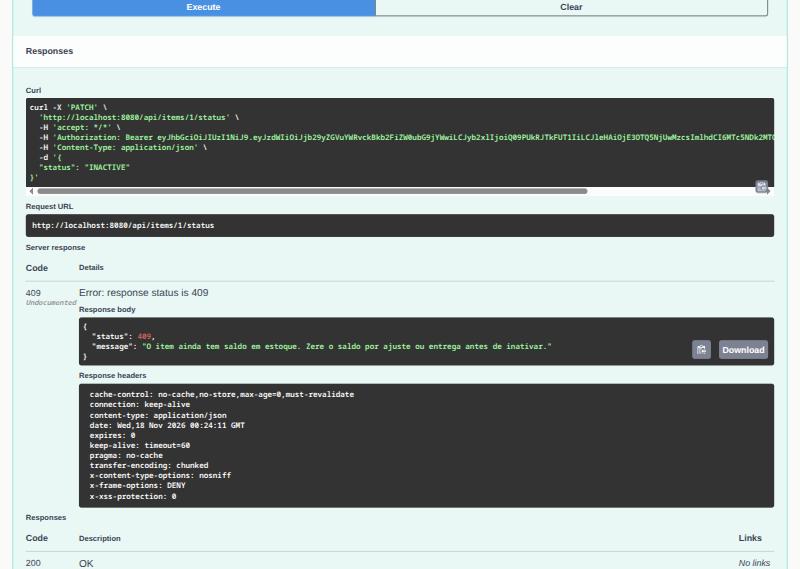 Execute
Clear
Responses
Curl
curl -X 'PATCH' \
'http://localhost:8080/api/items/1/status' \
-H 'accept: */*' \
-H 'Authorization: Bearer
-H 'Content-Type: application/json' \
-d '{
"status": "INACTIVE"
}'
Request URL
http://localhost:8080/api/items/1/status
Server response
Code Details
409 Error: response status is 409
Undocumented
Response body
{
"status": 409,
"message": "O item ainda tem saldo em estoque. Zere o saldo por ajuste ou entrega antes de inativar."
}
Download
Response headers
cache-control: no-cache,no-store,max-age=0,must-revalidate
connection: keep-alive
content-type: application/json
date: Wed,18 Nov 2026 00:24:11 GMT
expires: 0
keep-alive: timeout=60
pragma: no-cache
transfer-encoding: chunked
x-content-type-options: nosniff
x-frame-options: DENY
x-xss-protection: 0
Responses
Code Description Links
200 OK No links